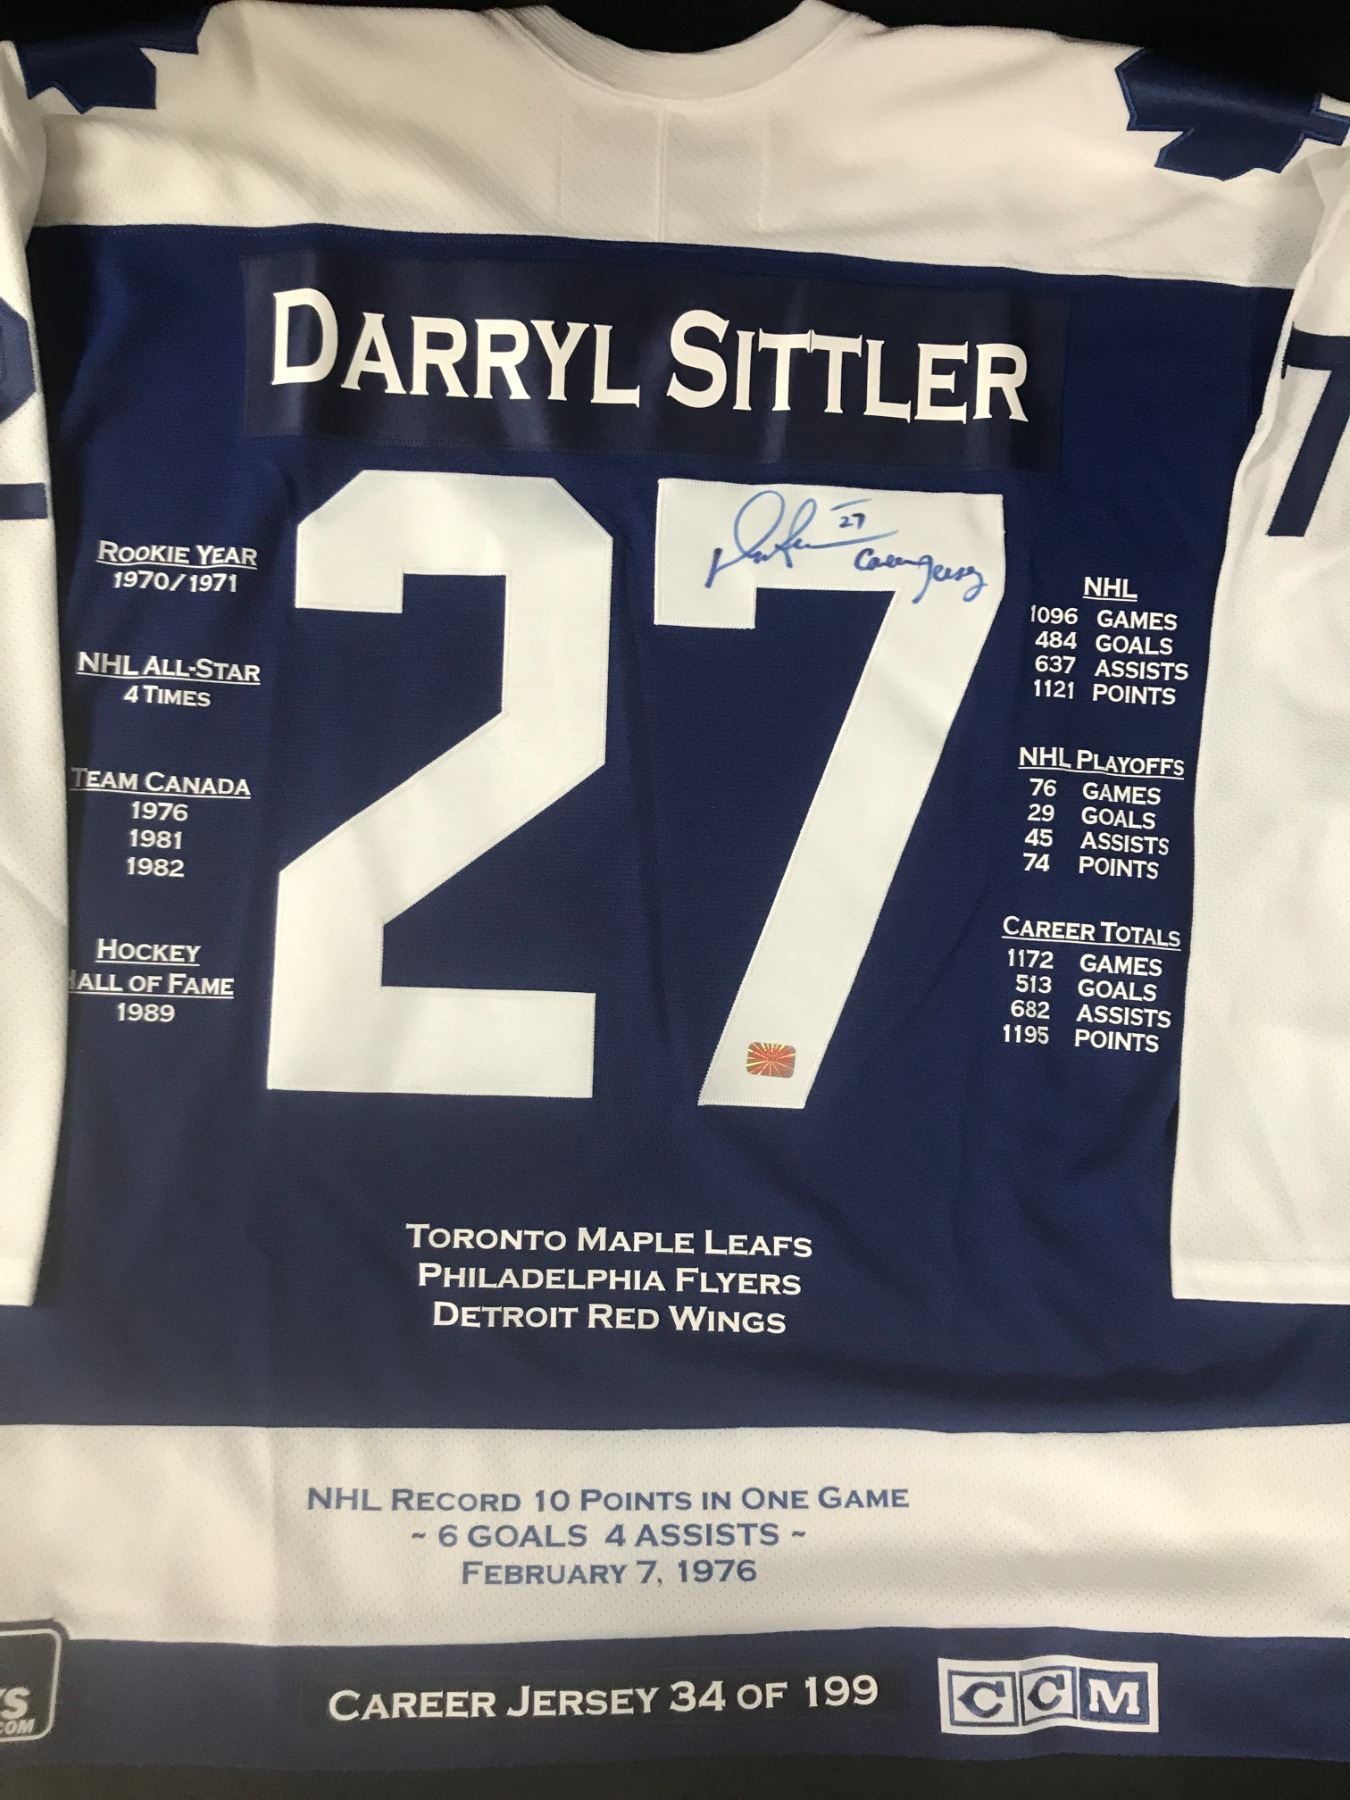 DARRYL SITTLER
27
27
Career Jersey
7
ROOKIE YEAR
1970/1971
NHL ALL-STAR
4 TIMES
TEAM CANADA
1976
1981
1982
HOCKEY
HALL OF FAME
1989
NHL
1096 GAMES
484 GOALS
637 ASSISTS
1121 POINTS
NHL PLAYOFFS
76 GAMES
29 GOALS
45 ASSISTS
74 POINTS
CAREER TOTALS
1172 GAMES
513 GOALS
682 ASSISTS
1195 POINTS
TORONTO MAPLE LEAFS
PHILADELPHIA FLYERS
DETROIT RED WINGS
NHL RECORD 10 POINTS IN ONE GAME
~ 6 GOALS 4 ASSISTS ~
FEBRUARY 7, 1976
CAREER JERSEY 34 OF 199
CCM